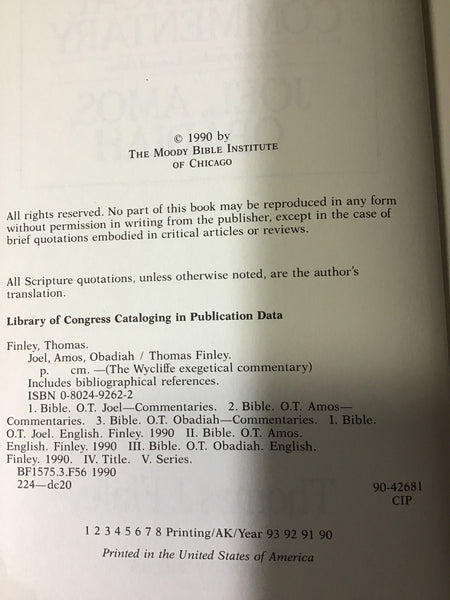 © 1990 by
THE MOODY BIBLE INSTITUTE
OF CHICAGO
All rights reserved. No part of this book may be reproduced in any form
without permission in writing from the publisher, except in the case of
brief quotations embodied in critical articles or reviews.
All Scripture quotations, unless otherwise noted, are the author's
translation.
Library of Congress Cataloging in Publication Data
Finley, Thomas.
Joel, Amos, Obadiah / Thomas Finley.
p. cm. —(The Wycliffe exegetical commentary)
Includes bibliographical references.
ISBN 0-8024-9262-2
1. Bible. O.T. Joel—Commentaries. 2. Bible. O.T. Amos—
Commentaries. 3. Bible. O.T. Obadiah—Commentaries. I. Bible.
O.T. Joel. English. Finley. 1990 II. Bible. O.T. Amos.
English. Finley. 1990 III. Bible. O.T. Obadiah. English.
Finley. 1990. IV. Title. V. Series.
BF1575.3.F56 1990
224—dc20 90-42681
CIP
1 2 3 4 5 6 7 8 Printing/AK/Year 93 92 91 90
Printed in the United States of America